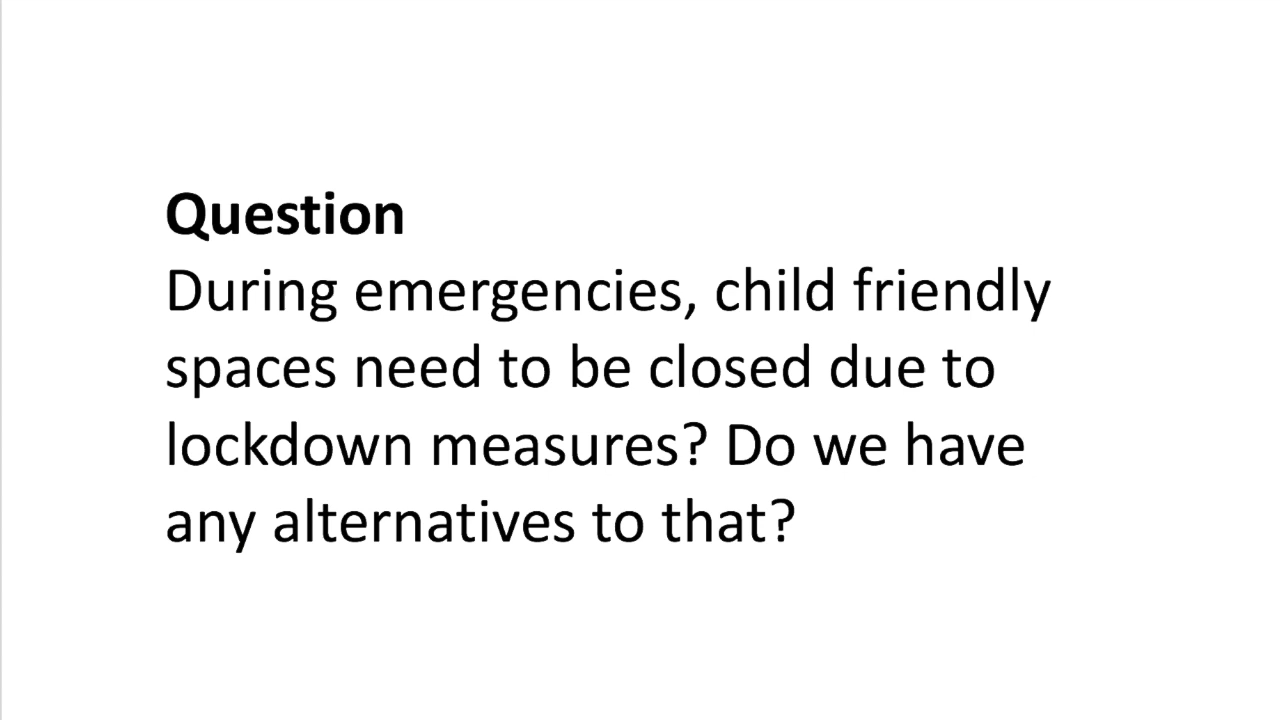 Question
During emergencies, child friendly
spaces need to be closed due to
lockdown measures? Do we have
any alternatives to that?